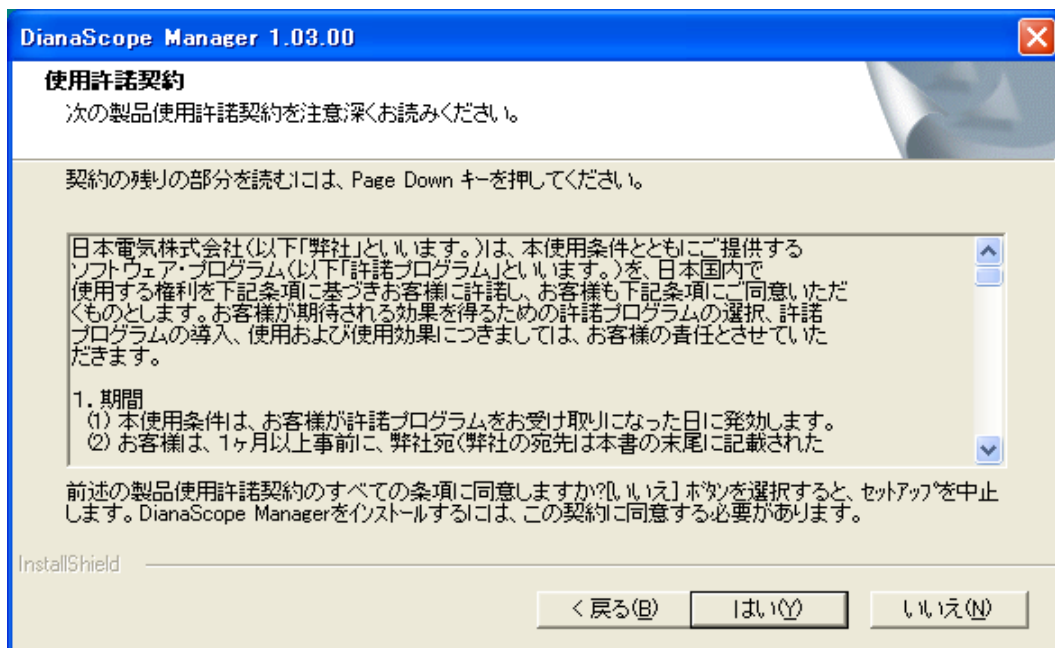 DianaScope Manager 1.03.00
使用許諾契約
次の製品使用許諾契約を注意深くお読みください。
契約の残りの部分を読むには、Page Down キーを押してください。
日本電気株式会社(以下「弊社」といいます。)は、本使用条件とともにご提供する
ソフトウェア・プログラム(以下「許諾プログラム」といいます。)を、日本国内で
使用する権利を下記条項に基づきお客様に許諾し、お客様も下記条項にご同意いただ
くものとします。お客様が期待される効果を得るための許諾プログラムの選択、許諾
プログラムの導入、使用および使用効果につきましては、お客様の責任とさせていた
だきます。
1. 期間
(1) 本使用条件は、お客様が許諾プログラムをお受け取りになった日に発効します。
(2) お客様は、1ヶ月以上事前に、弊社宛(弊社の宛先は本書の末尾に記載された
前述の製品使用許諾契約のすべての条項に同意しますか?[いいえ] ボタンを選択すると、セットアップを中止
します。DianaScope Managerをインストールするには、この契約に同意する必要があります。
InstallShield
< 戻る(B)
はい(Y)
いいえ(N)